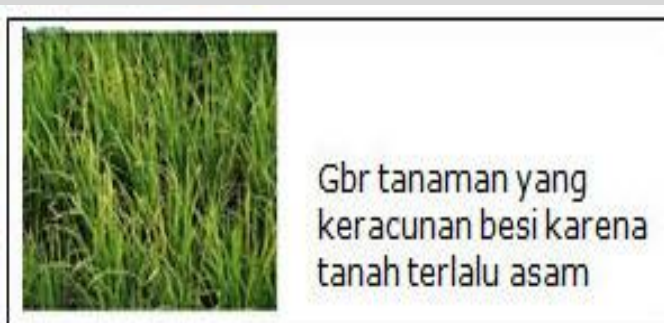 Gbr tanaman yang
keracunan besi karena
tanah terlalu asam